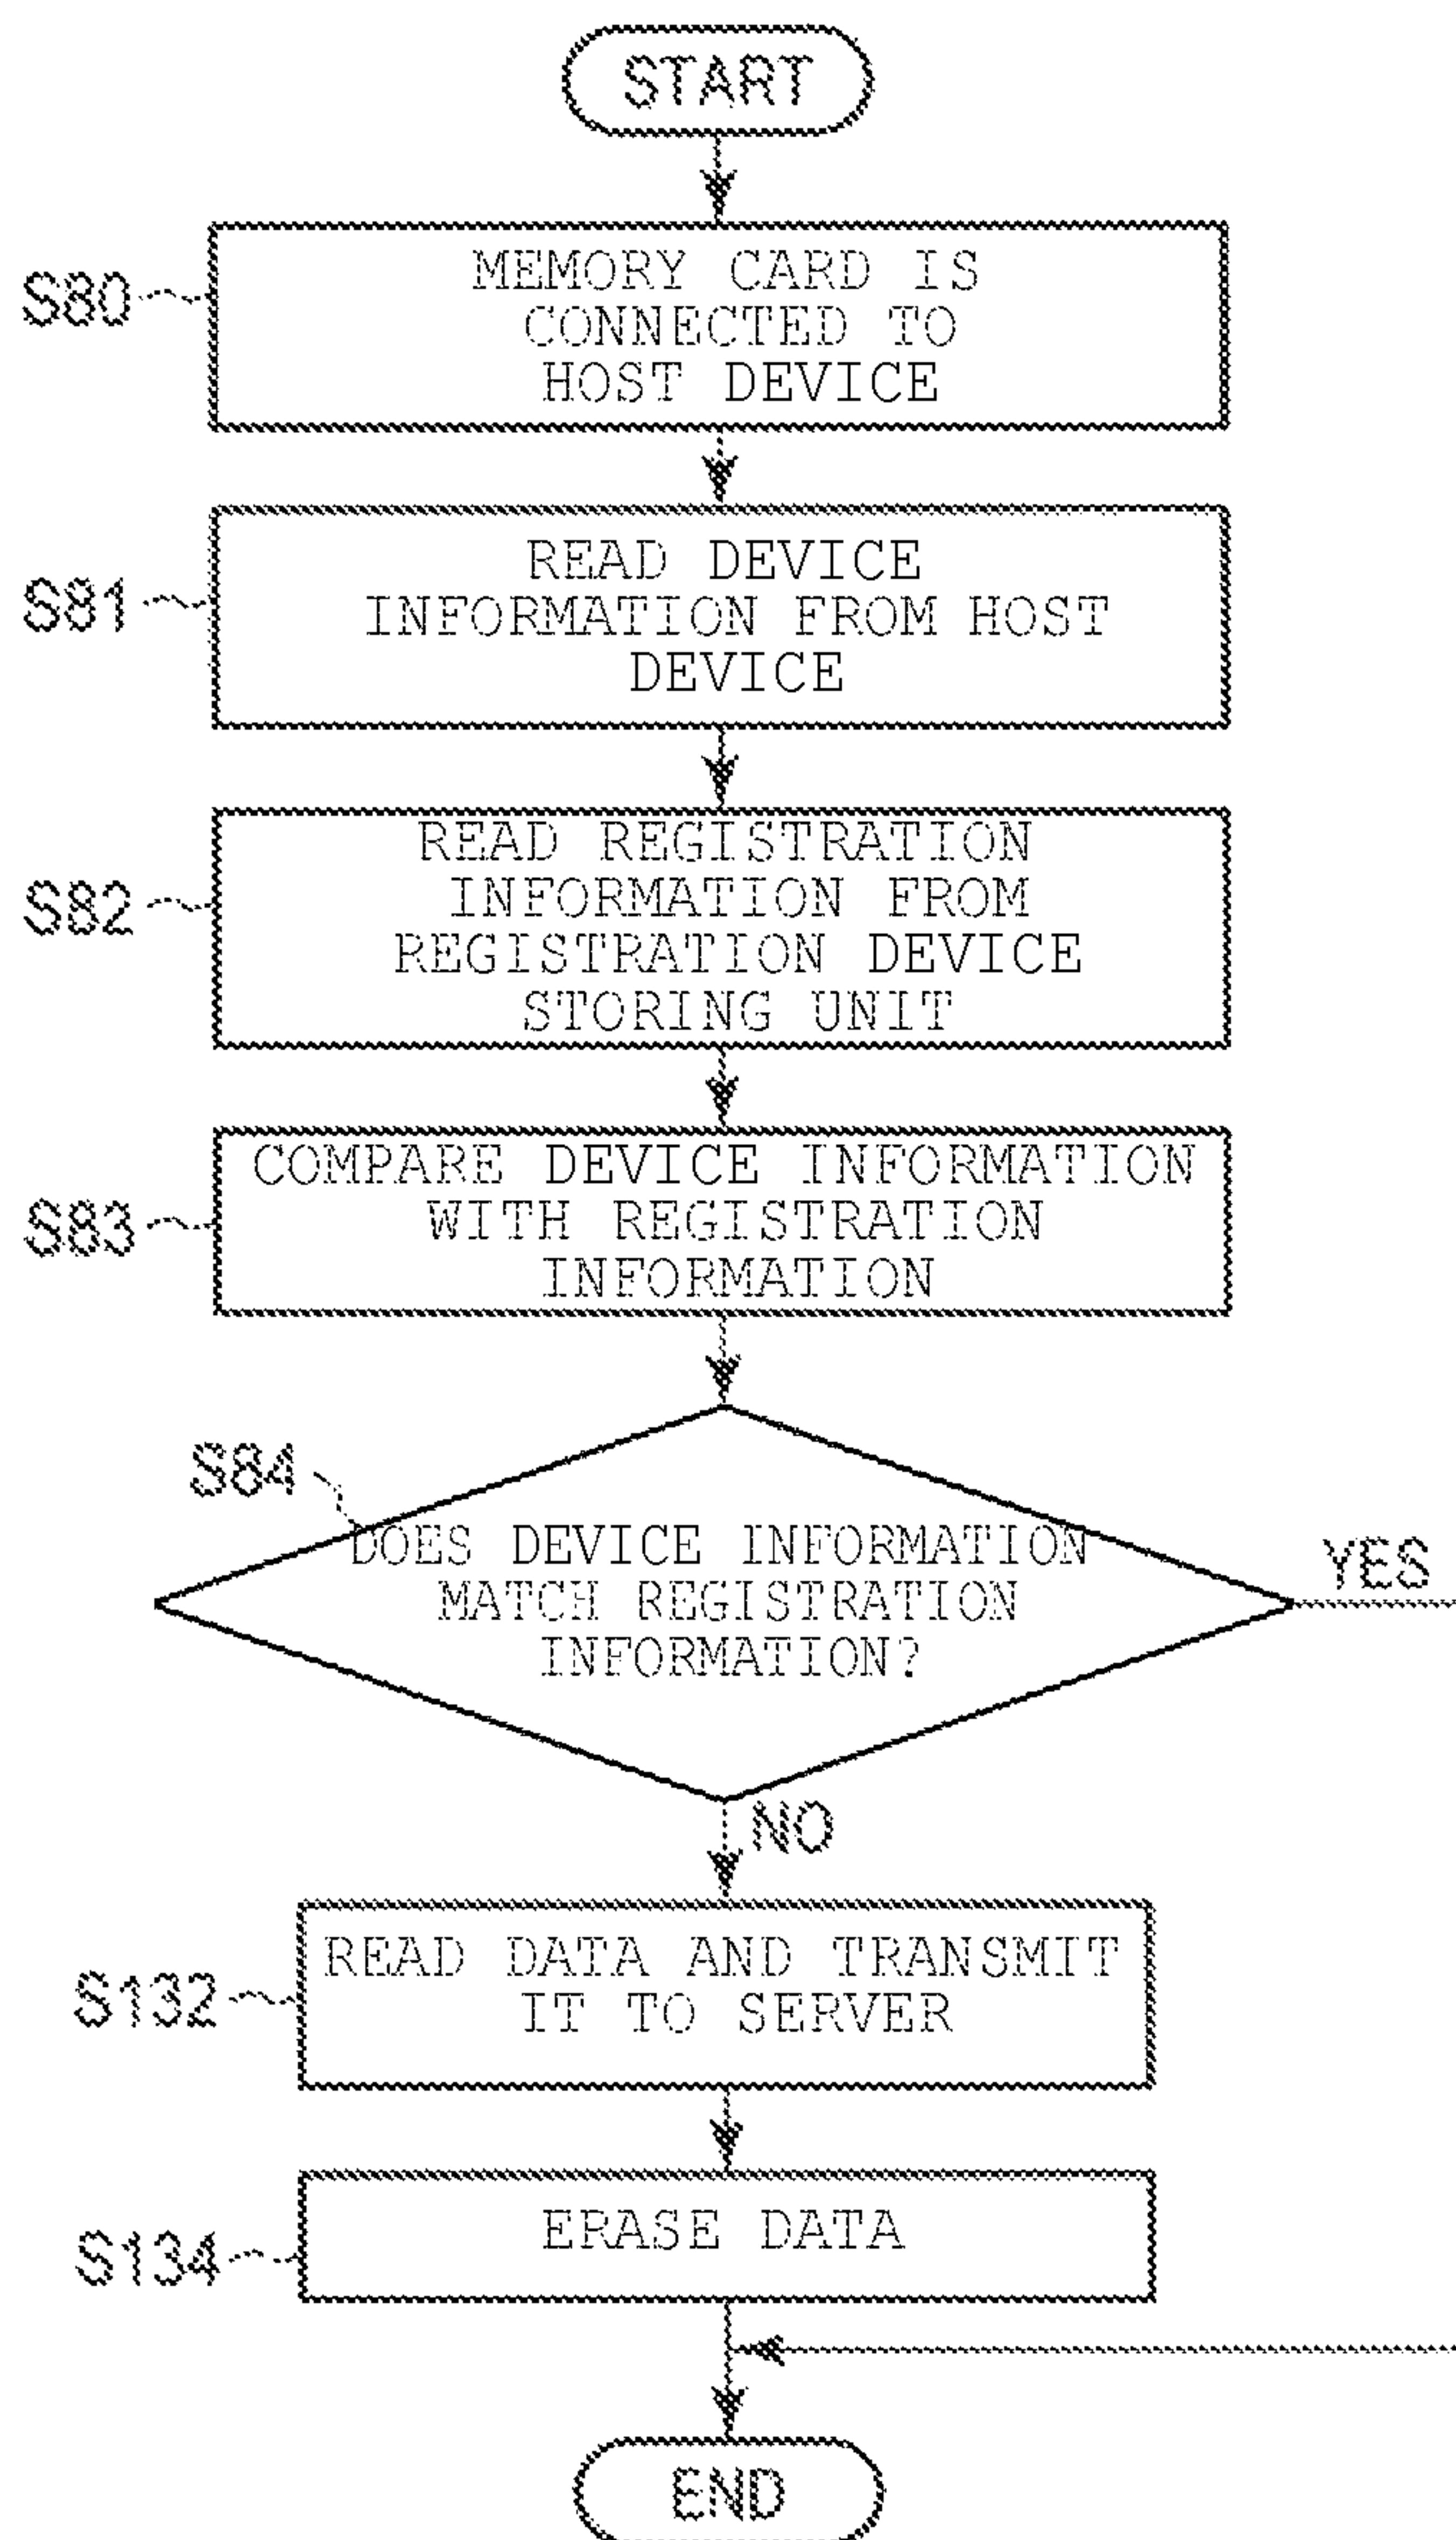 START
S80
MEMORY CARD IS
CONNECTED TO
HOST DEVICE
S81
READ DEVICE
INFORMATION FROM HOST
DEVICE
S82
READ REGISTRATION
INFORMATION FROM
REGISTRATION DEVICE
STORING UNIT
S83
COMPARE DEVICE INFORMATION
WITH REGISTRATION
INFORMATION
S84
DOES DEVICE INFORMATION
MATCH REGISTRATION
INFORMATION?
YES
NO
S132
READ DATA AND TRANSMIT
IT TO SERVER
S134
ERASE DATA
END